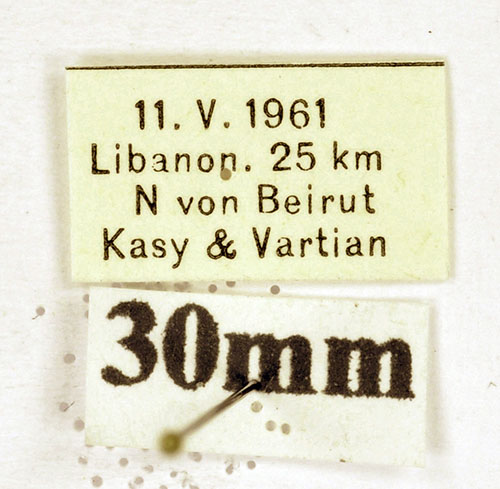 11. V. 1961
Libanon. 25 km
N von Beirut
Kasy & Vartian
30mm